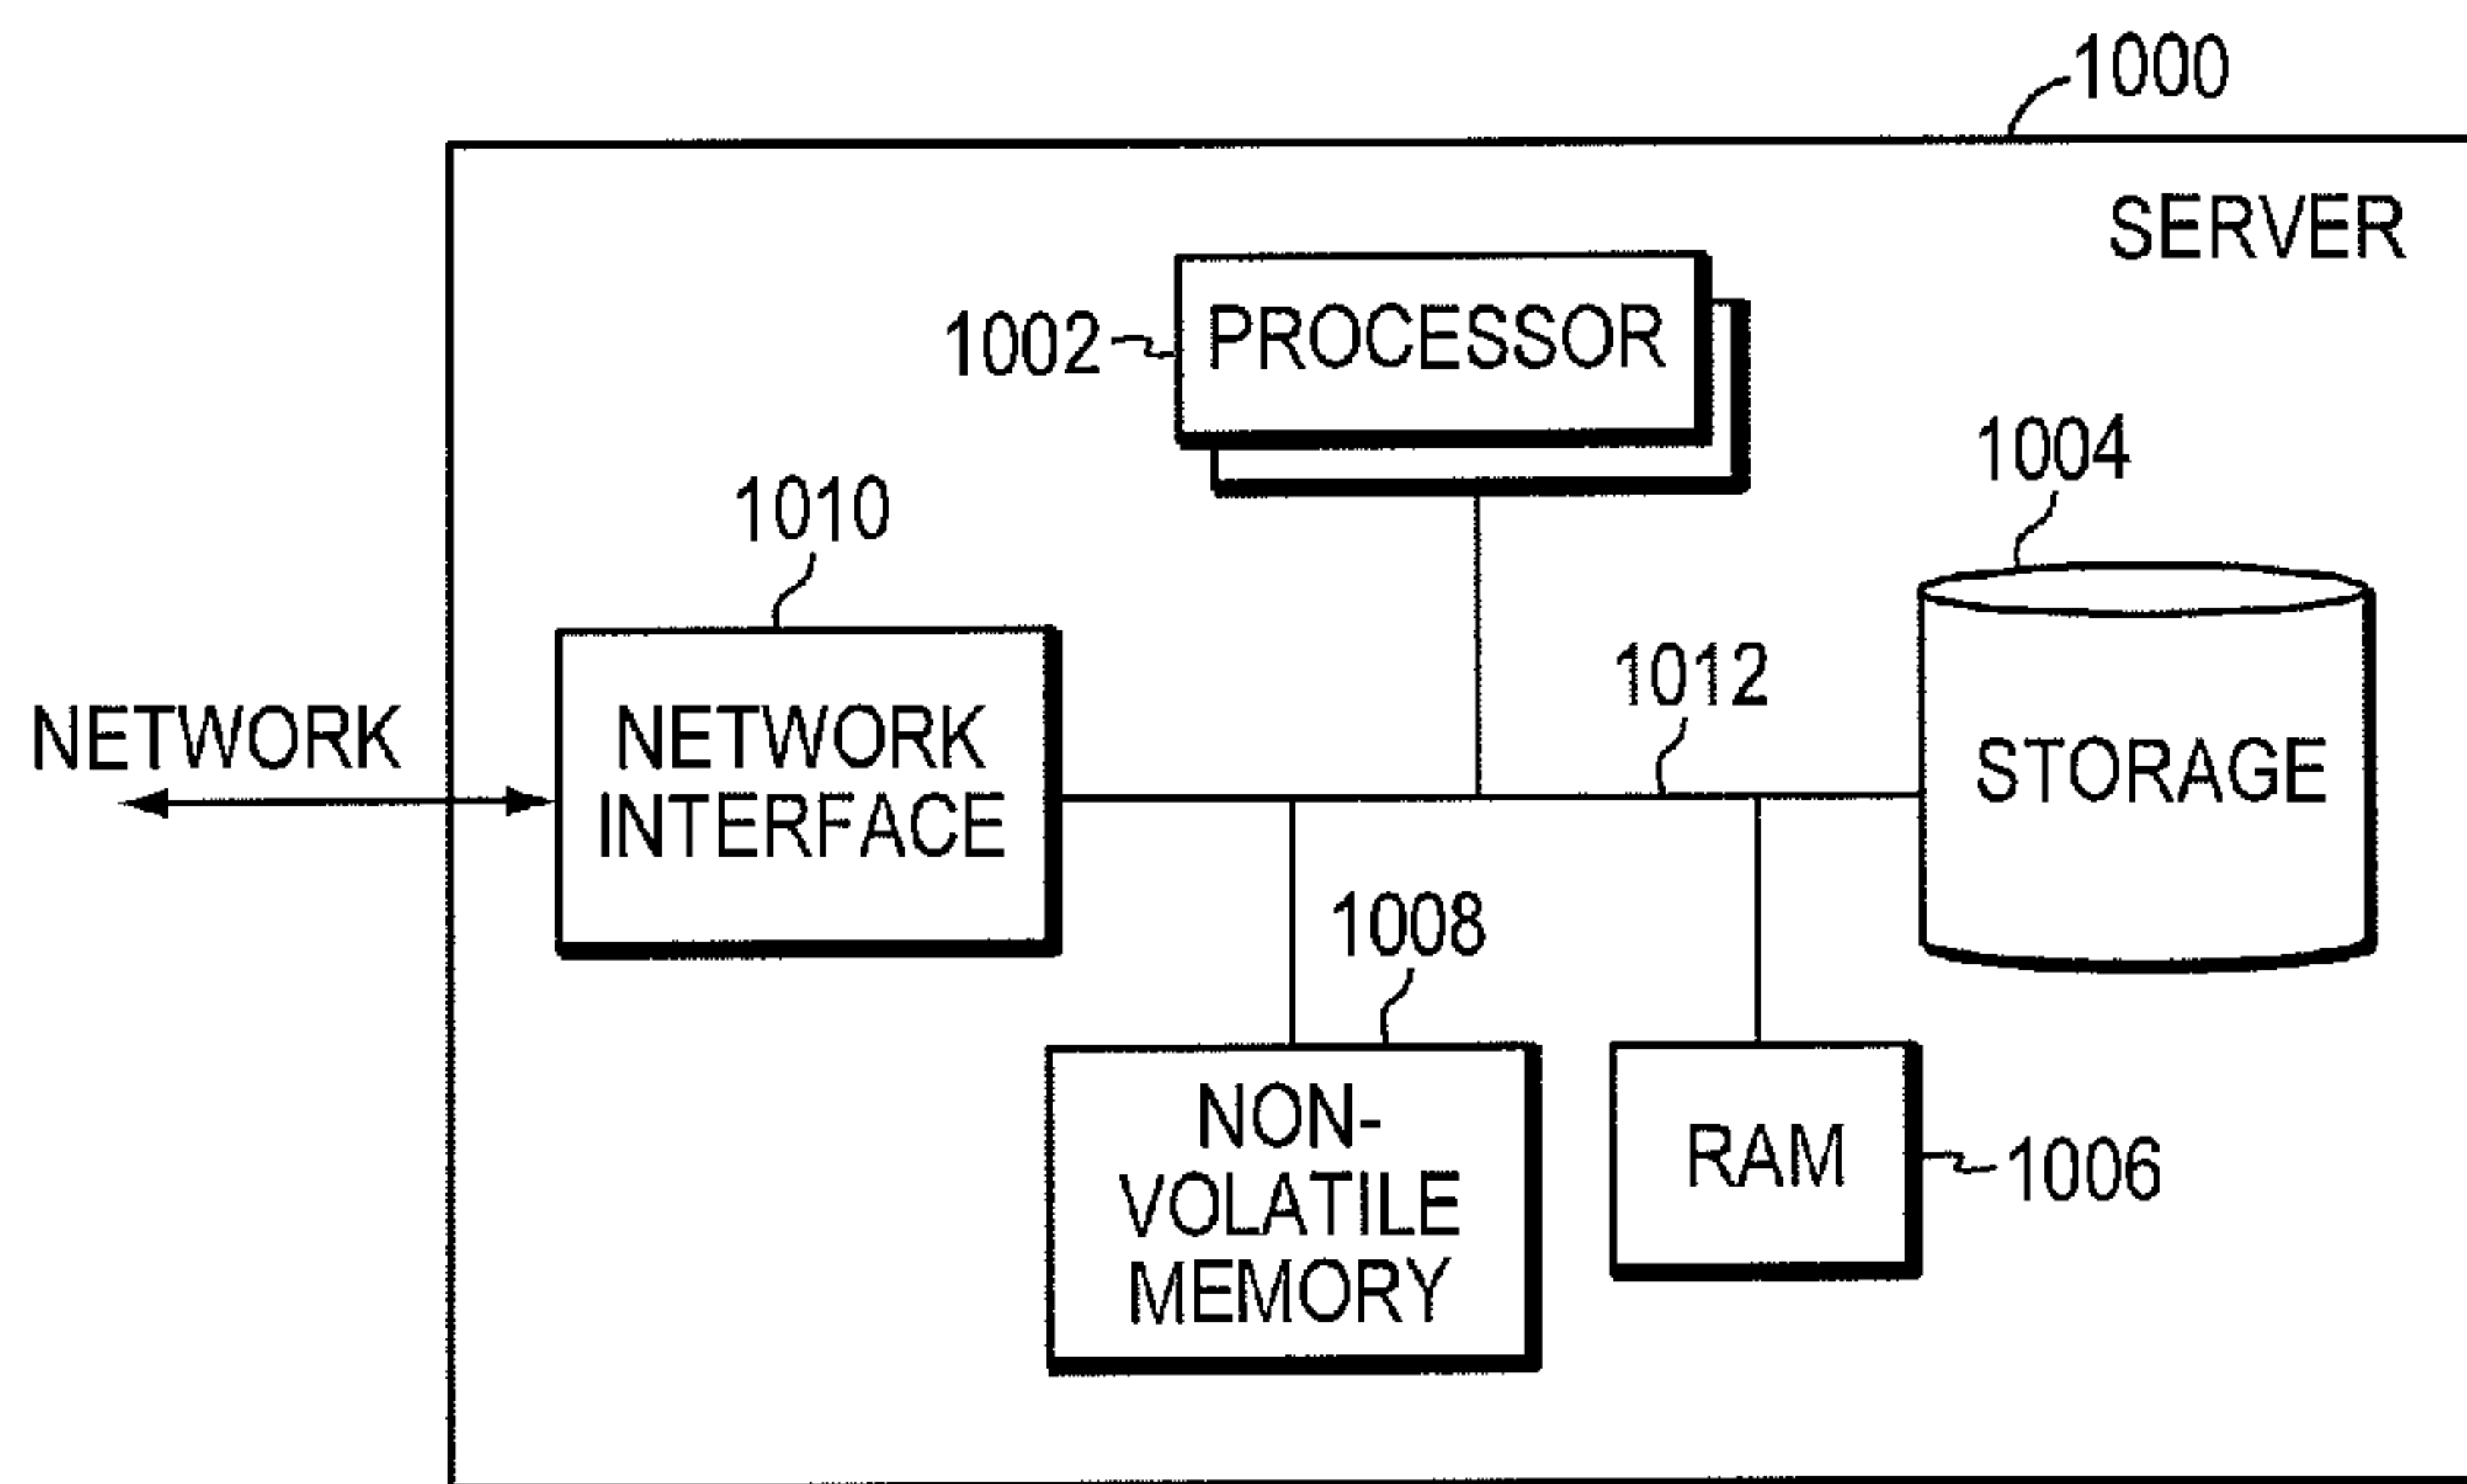 1000
SERVER
1002
PROCESSOR
1004
1010
1012
NETWORK
NETWORK
INTERFACE
STORAGE
1008
NON-
VOLATILE
MEMORY
RAM
1006